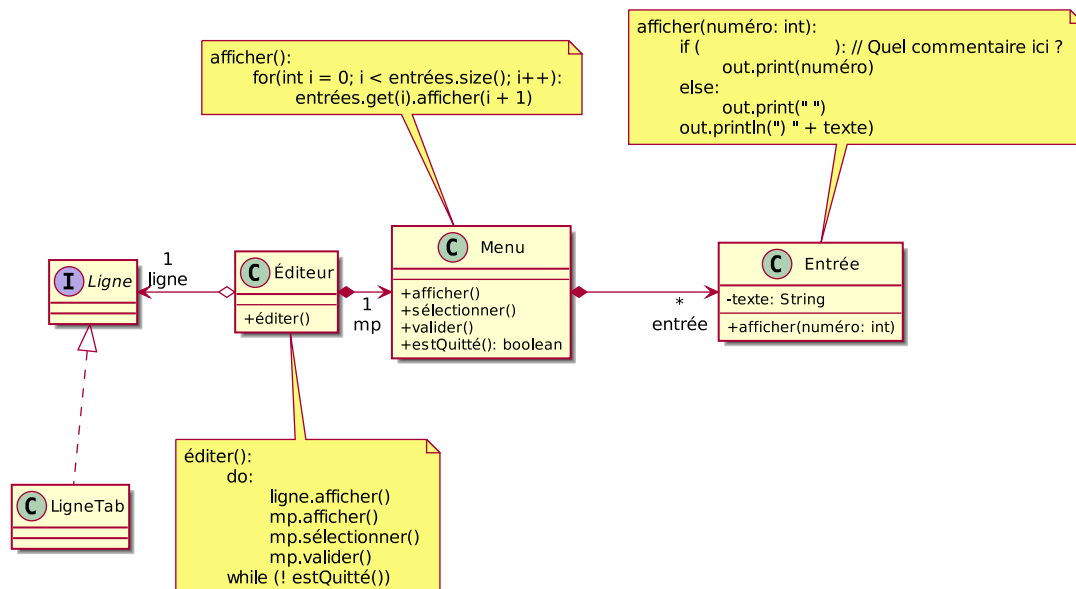 afficher(numéro: int):
if ( ): // Quel commentaire ici ?
out.print(numéro)
else:
out.print(" ")
out.println(") " + texte)
afficher():
for(int i = 0; i < entrées.size(); i++):
entrées.get(i).afficher(i + 1)
I Ligne
1
ligne
C Éditeur
+éditer()
1
mp
C Menu
+afficher()
+sélectionner()
+valider()
+estQuitté(): boolean
*
entrée
C Entrée
-texte: String
+afficher(numéro: int)
C LigneTab
éditer():
do:
ligne.afficher()
mp.afficher()
mp.sélectionner()
mp.valider()
while (! estQuitté())